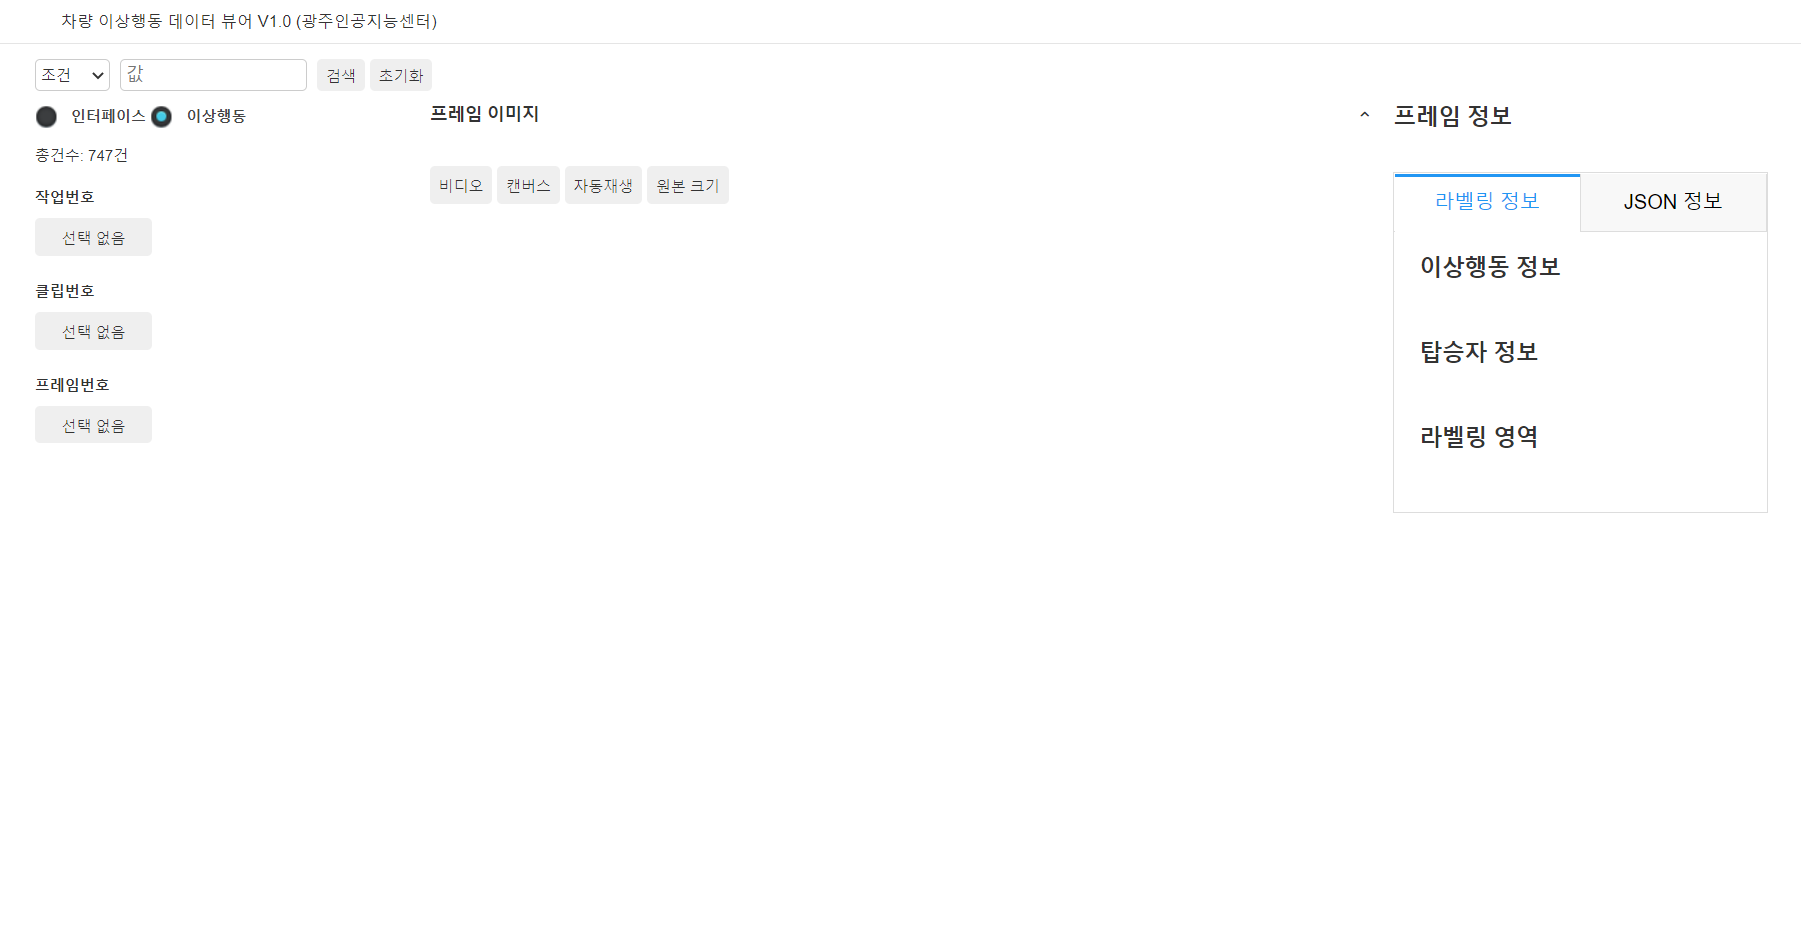 차량 이상행동 데이터 뷰어 V1.0 (광주인공지능센터)
조건 값 검색 초기화
인터페이스 이상행동
총건수: 747건
작업번호
선택 없음
클립번호
선택 없음
프레임번호
선택 없음
프레임 이미지
비디오 캔버스 자동재생 원본 크기
프레임 정보
라벨링 정보 JSON 정보
이상행동 정보
탑승자 정보
라벨링 영역